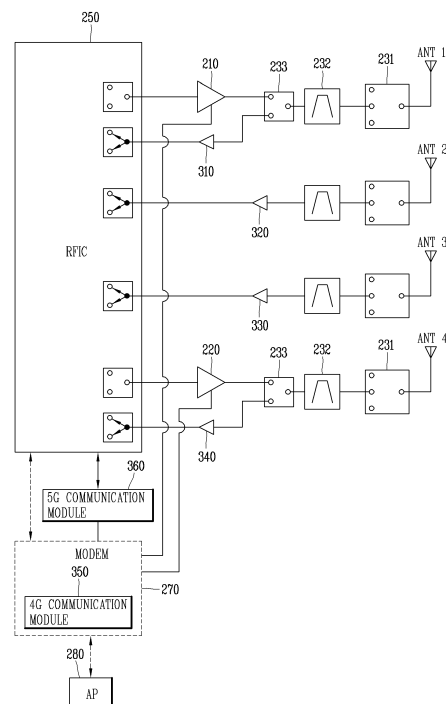 250
210
233
232
231
ANT 1
310
ANT 2
320
RFIC
ANT 3
330
220
233
232
231
ANT 4
340
360
5G COMMUNICATION
MODULE
MODEM
350
4G COMMUNICATION
MODULE
270
280
AP